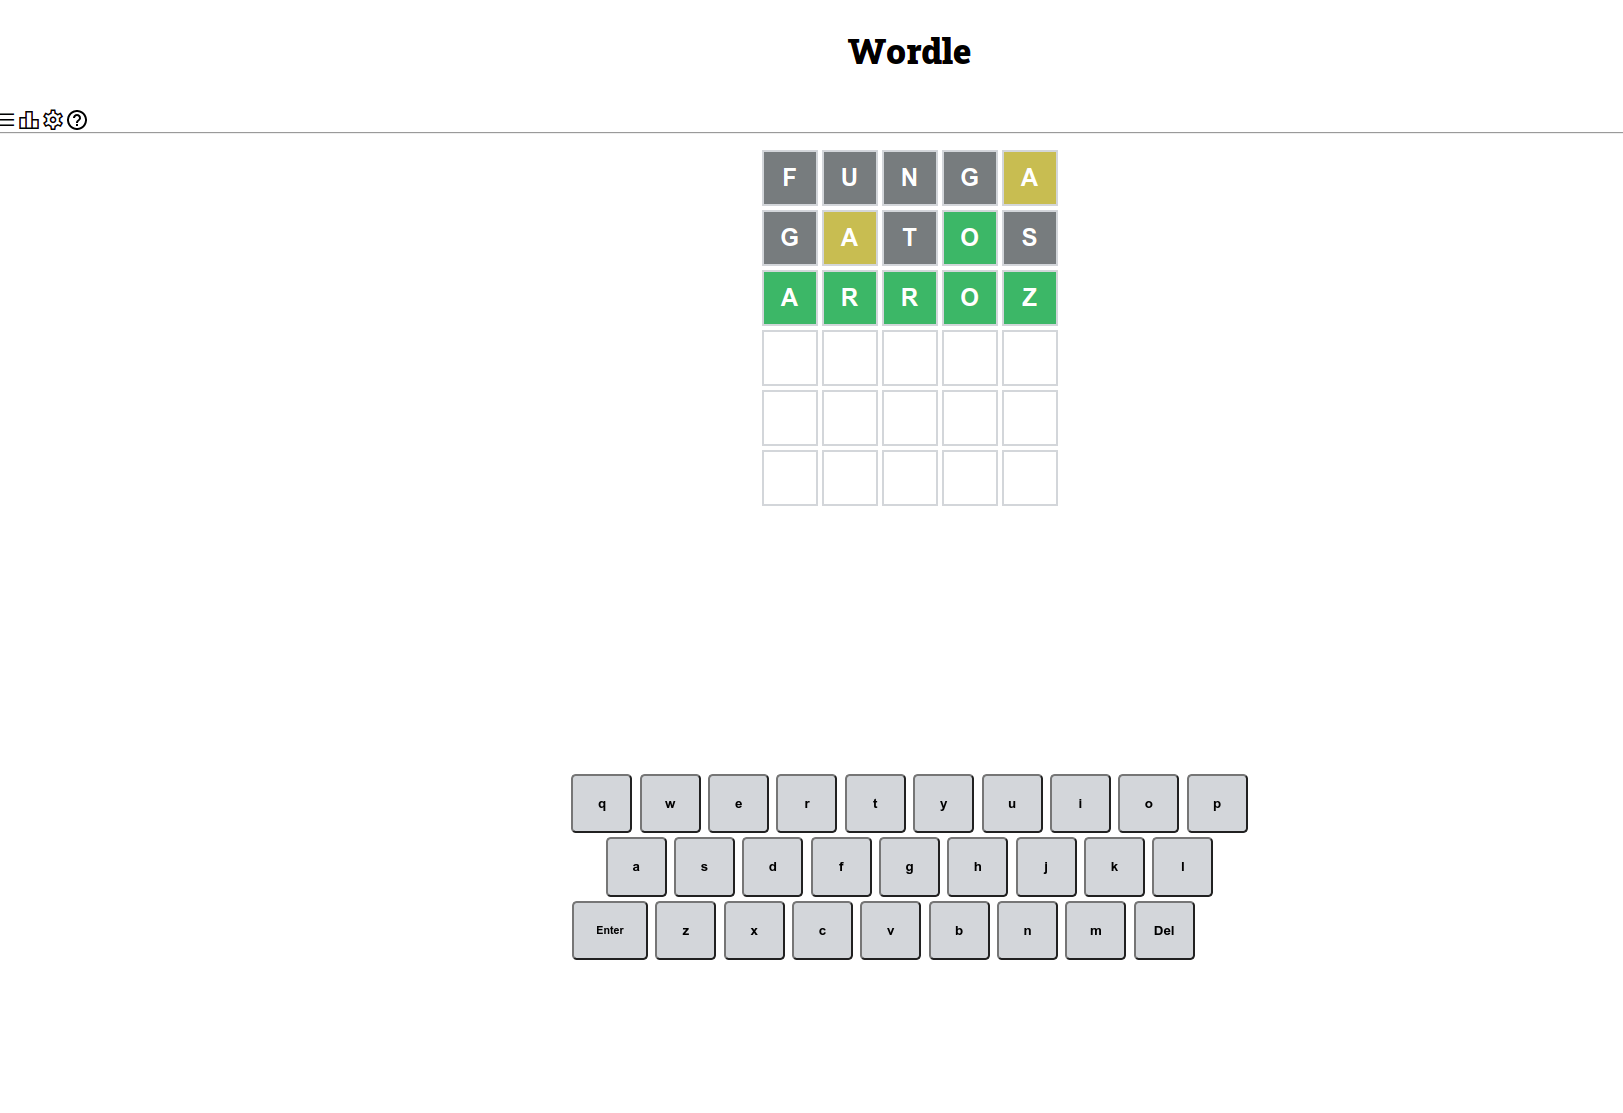 Wordle
F U N G A
G A T O S
A R R O Z
q w e r t y u i o p
a s d f g h j k l
Enter z x c v b n m Del